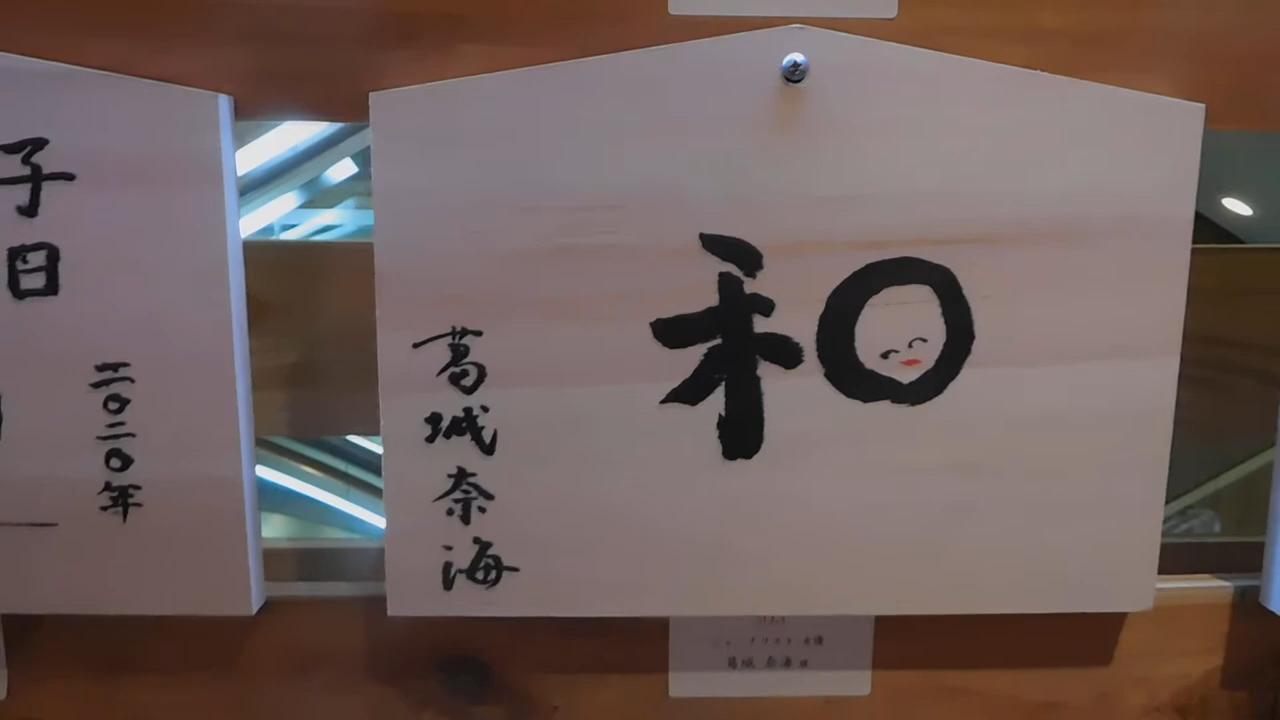 和
葛城奈海
子
日
二〇二〇年
葛城 奈海